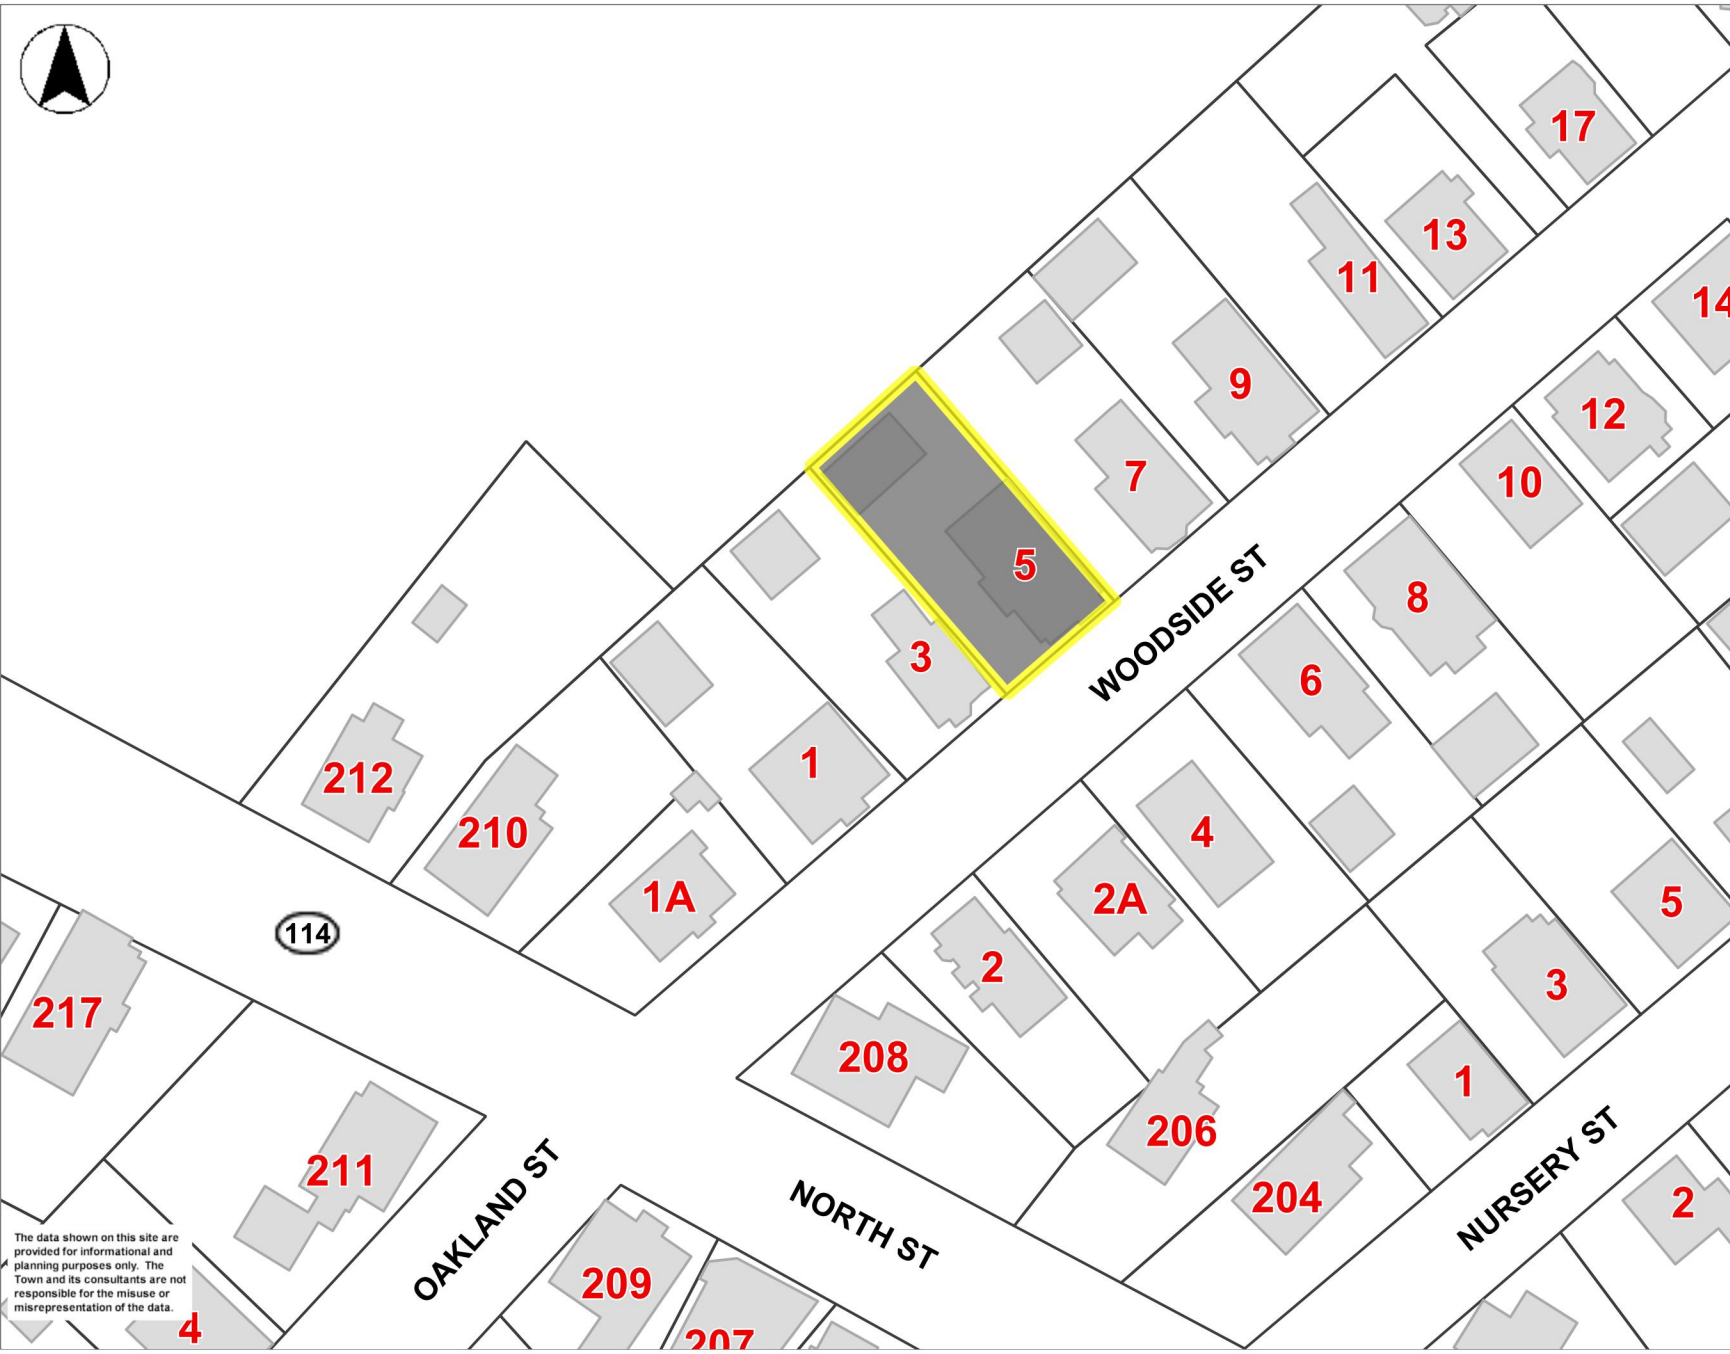 17
13
11
14
9
12
7
10
5
WOODSIDE ST
8
3
6
1
212
210
4
1A
2A
5
114
2
3
217
208
1
206
211
204
NURSERY ST
2
OAKLAND ST
NORTH ST
209
207
4
The data shown on this site are
provided for informational and
planning purposes only. The
Town and its consultants are not
responsible for the misuse or
misrepresentation of the data.